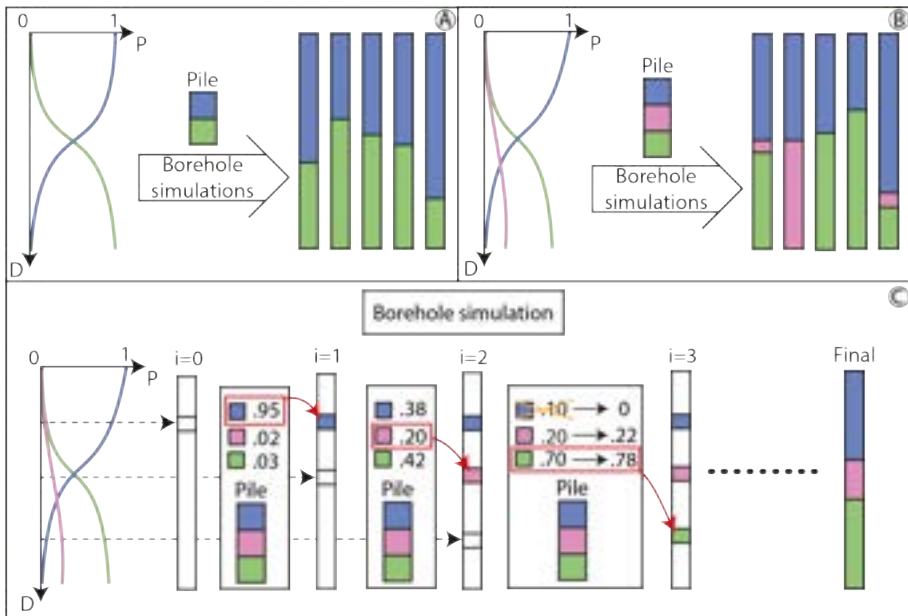 A
0
1
P
Pile
Borehole
simulations
D
B
0
1
P
Pile
Borehole
simulations
D
C
Borehole simulation
0
1
P
i=0
i=1
i=2
i=3
Final
.95
.02
.03
Pile
.38
.20
.42
Pile
.10 → 0
.20 → .22
.70 → .78
Pile
D